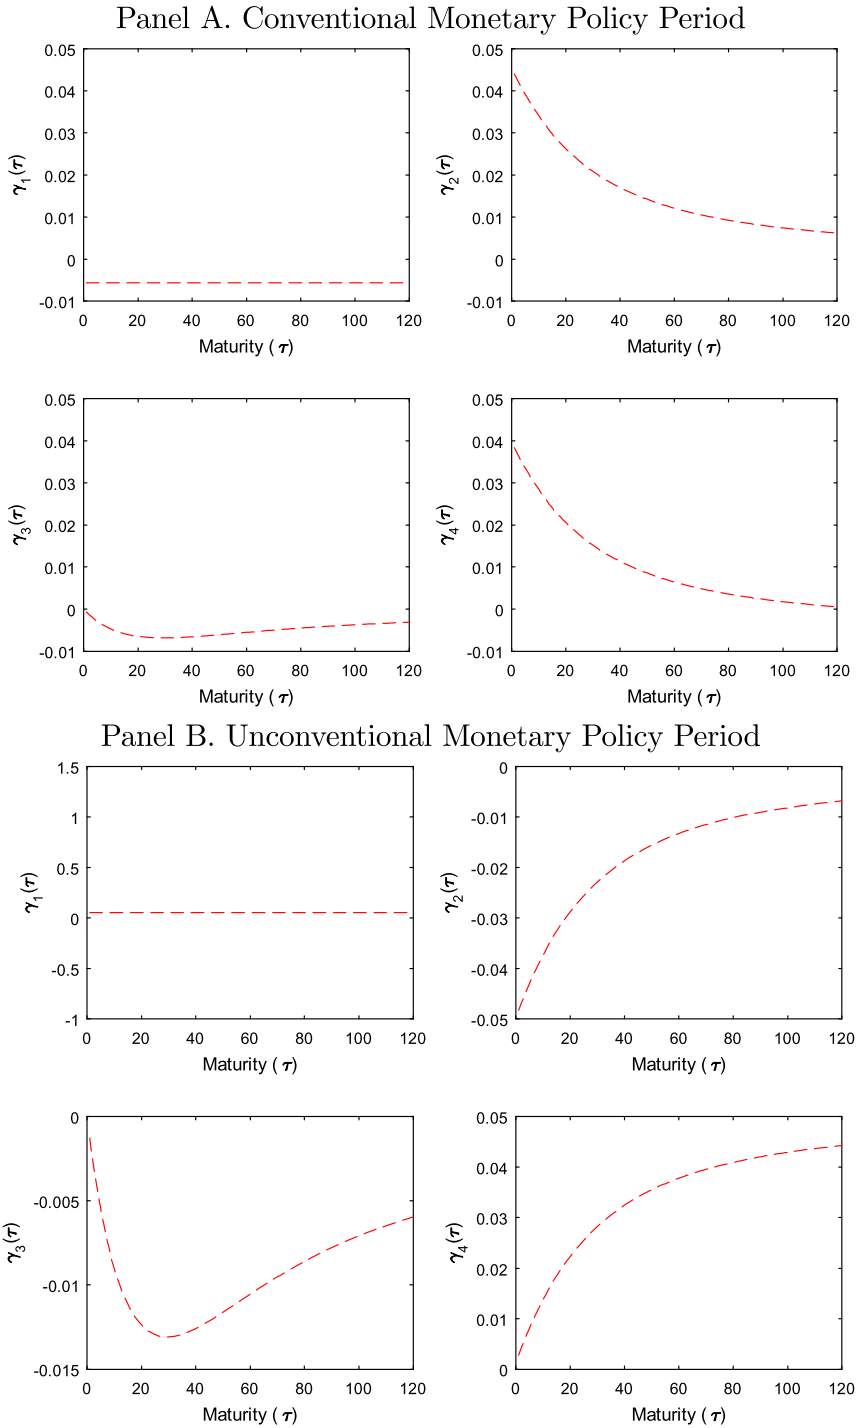 Panel A. Conventional Monetary Policy Period
0.05
0.04
0.03
0.02
0.01
0
-0.01
γ1(τ)
0 20 40 60 80 100 120
Maturity ( τ)
0.05
0.04
0.03
0.02
0.01
0
-0.01
γ2(τ)
0 20 40 60 80 100 120
Maturity ( τ)
0.05
0.04
0.03
0.02
0.01
0
-0.01
γ3(τ)
0 20 40 60 80 100 120
Maturity ( τ)
0.05
0.04
0.03
0.02
0.01
0
-0.01
γ4(τ)
0 20 40 60 80 100 120
Maturity ( τ)
Panel B. Unconventional Monetary Policy Period
1.5
1
0.5
0
-0.5
-1
γ1(τ)
0 20 40 60 80 100 120
Maturity ( τ)
0
-0.01
-0.02
-0.03
-0.04
-0.05
γ2(τ)
0 20 40 60 80 100 120
Maturity ( τ)
0
-0.005
-0.01
-0.015
γ3(τ)
0 20 40 60 80 100 120
Maturity ( τ)
0.05
0.04
0.03
0.02
0.01
0
γ4(τ)
0 20 40 60 80 100 120
Maturity ( τ)